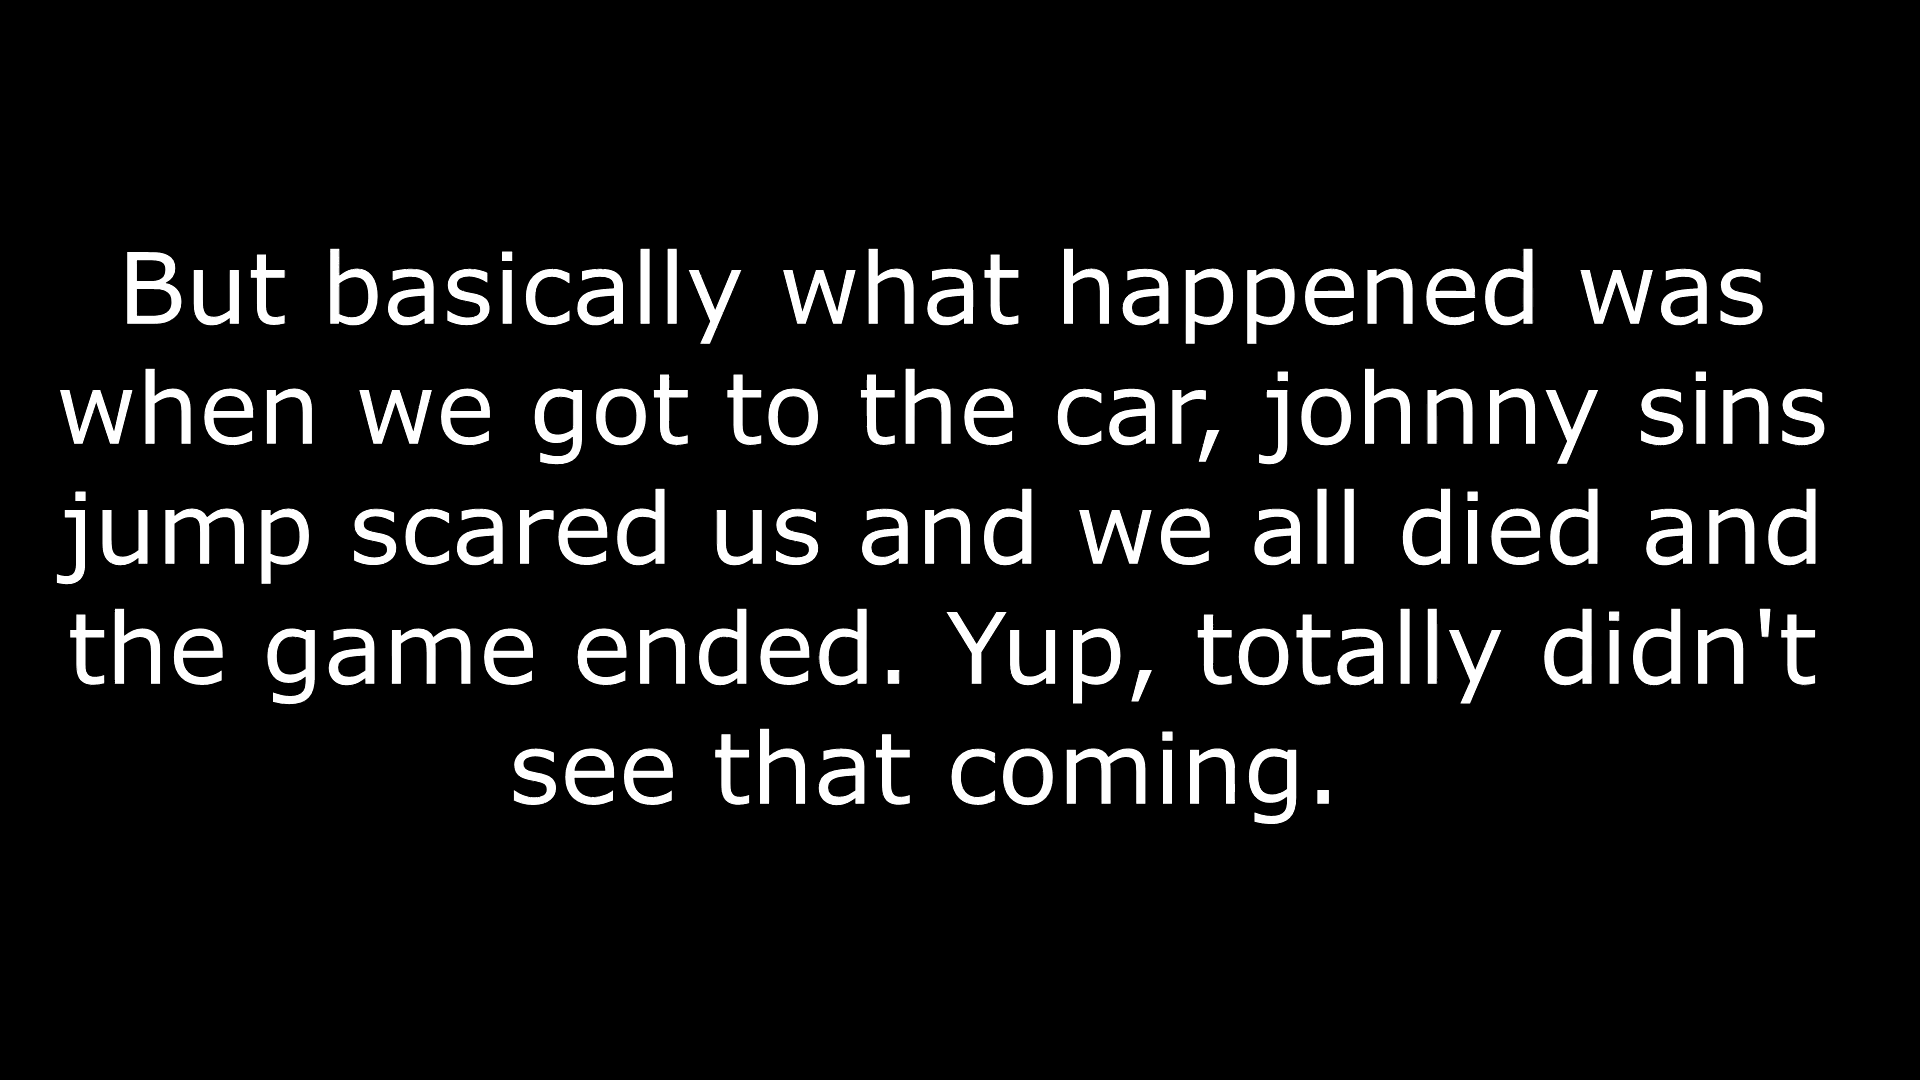 But basically what happened was
when we got to the car, johnny sins
jump scared us and we all died and
the game ended. Yup, totally didn't
see that coming.